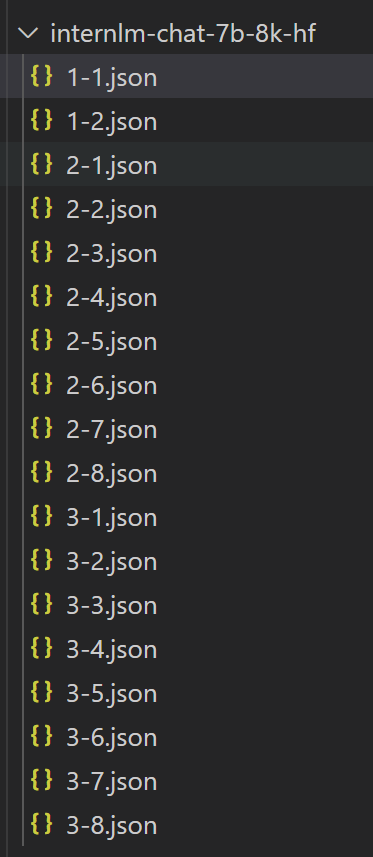 internlm-chat-7b-8k-hf
{} 1-1.json
{} 1-2.json
{} 2-1.json
{} 2-2.json
{} 2-3.json
{} 2-4.json
{} 2-5.json
{} 2-6.json
{} 2-7.json
{} 2-8.json
{} 3-1.json
{} 3-2.json
{} 3-3.json
{} 3-4.json
{} 3-5.json
{} 3-6.json
{} 3-7.json
{} 3-8.json